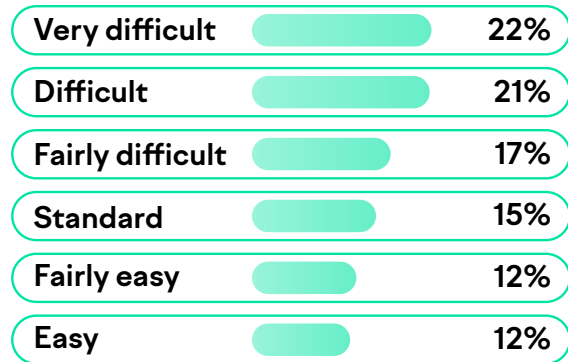 Very difficult 22%
Difficult 21%
Fairly difficult 17%
Standard 15%
Fairly easy 12%
Easy 12%